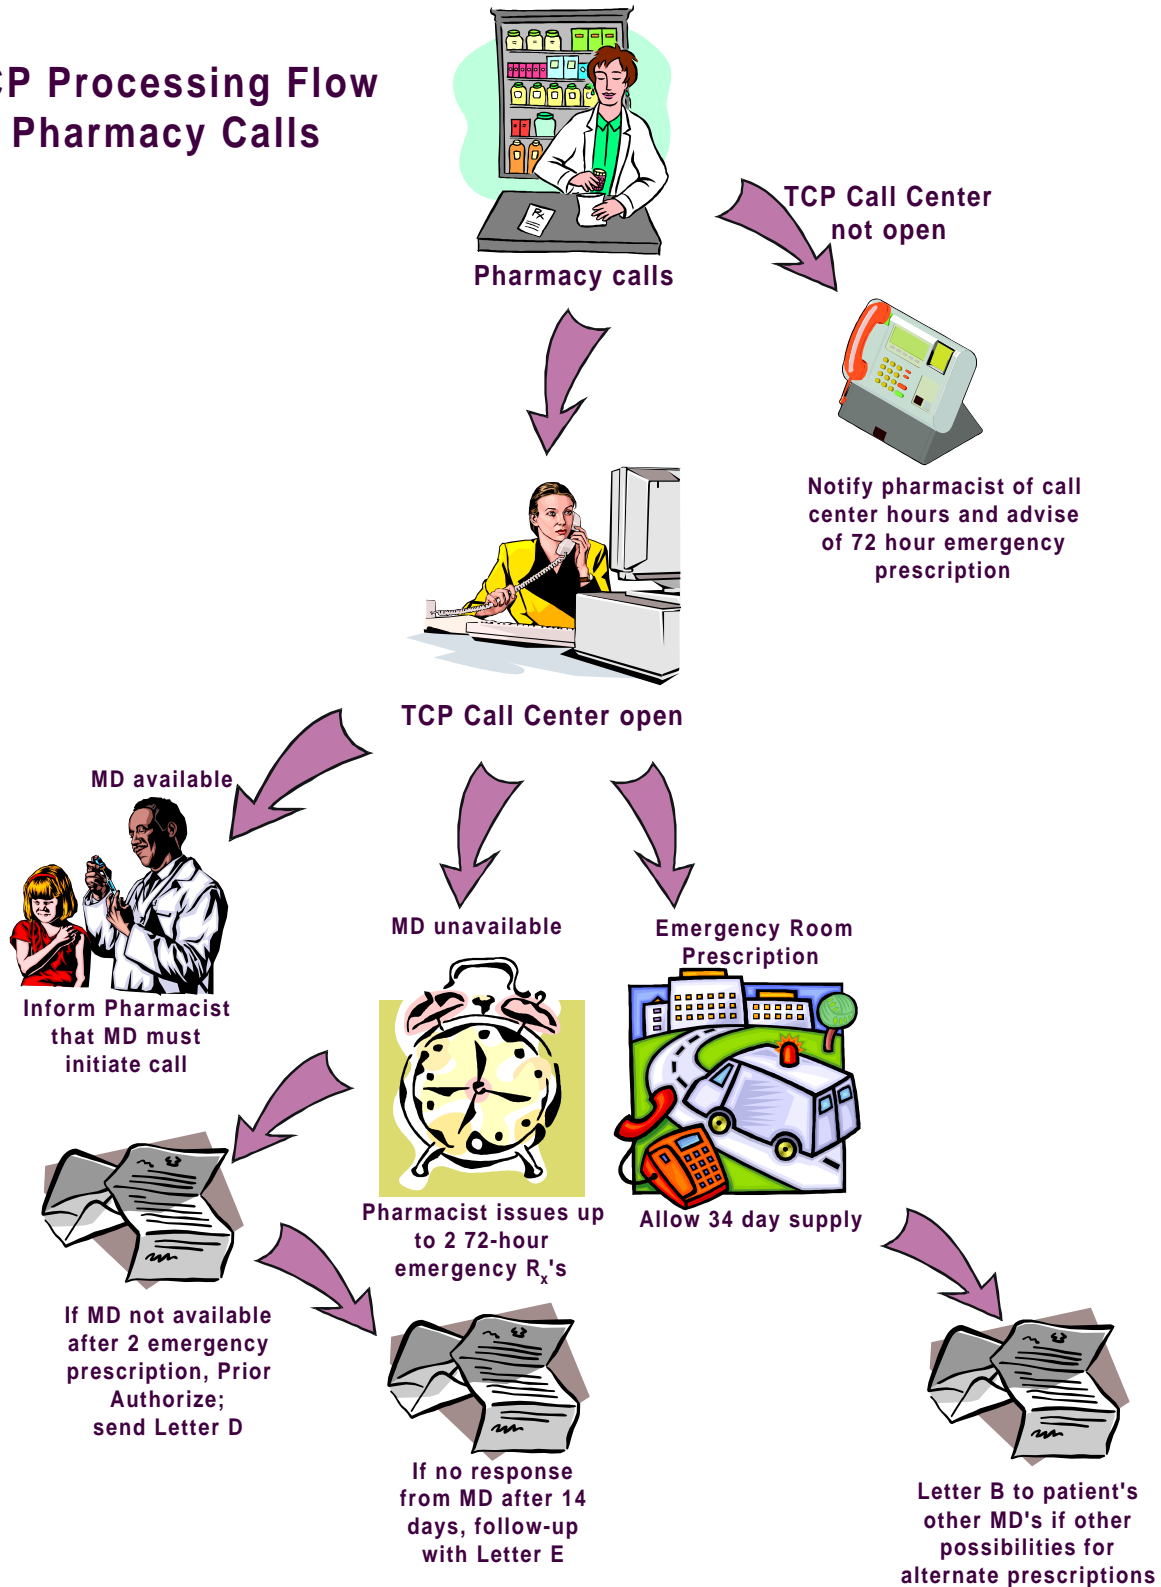 CP Processing Flow
Pharmacy Calls
Rx
Pharmacy calls
TCP Call Center
not open
Notify pharmacist of call
center hours and advise
of 72 hour emergency
prescription
TCP Call Center open
MD available
Inform Pharmacist
that MD must
initiate call
MD unavailable
Pharmacist issues up
to 2 72-hour
emergency Rx's
Emergency Room
Prescription
Allow 34 day supply
If MD not available
after 2 emergency
prescription, Prior
Authorize;
send Letter D
If no response
from MD after 14
days, follow-up
with Letter E
Letter B to patient's
other MD's if other
possibilities for
alternate prescriptions